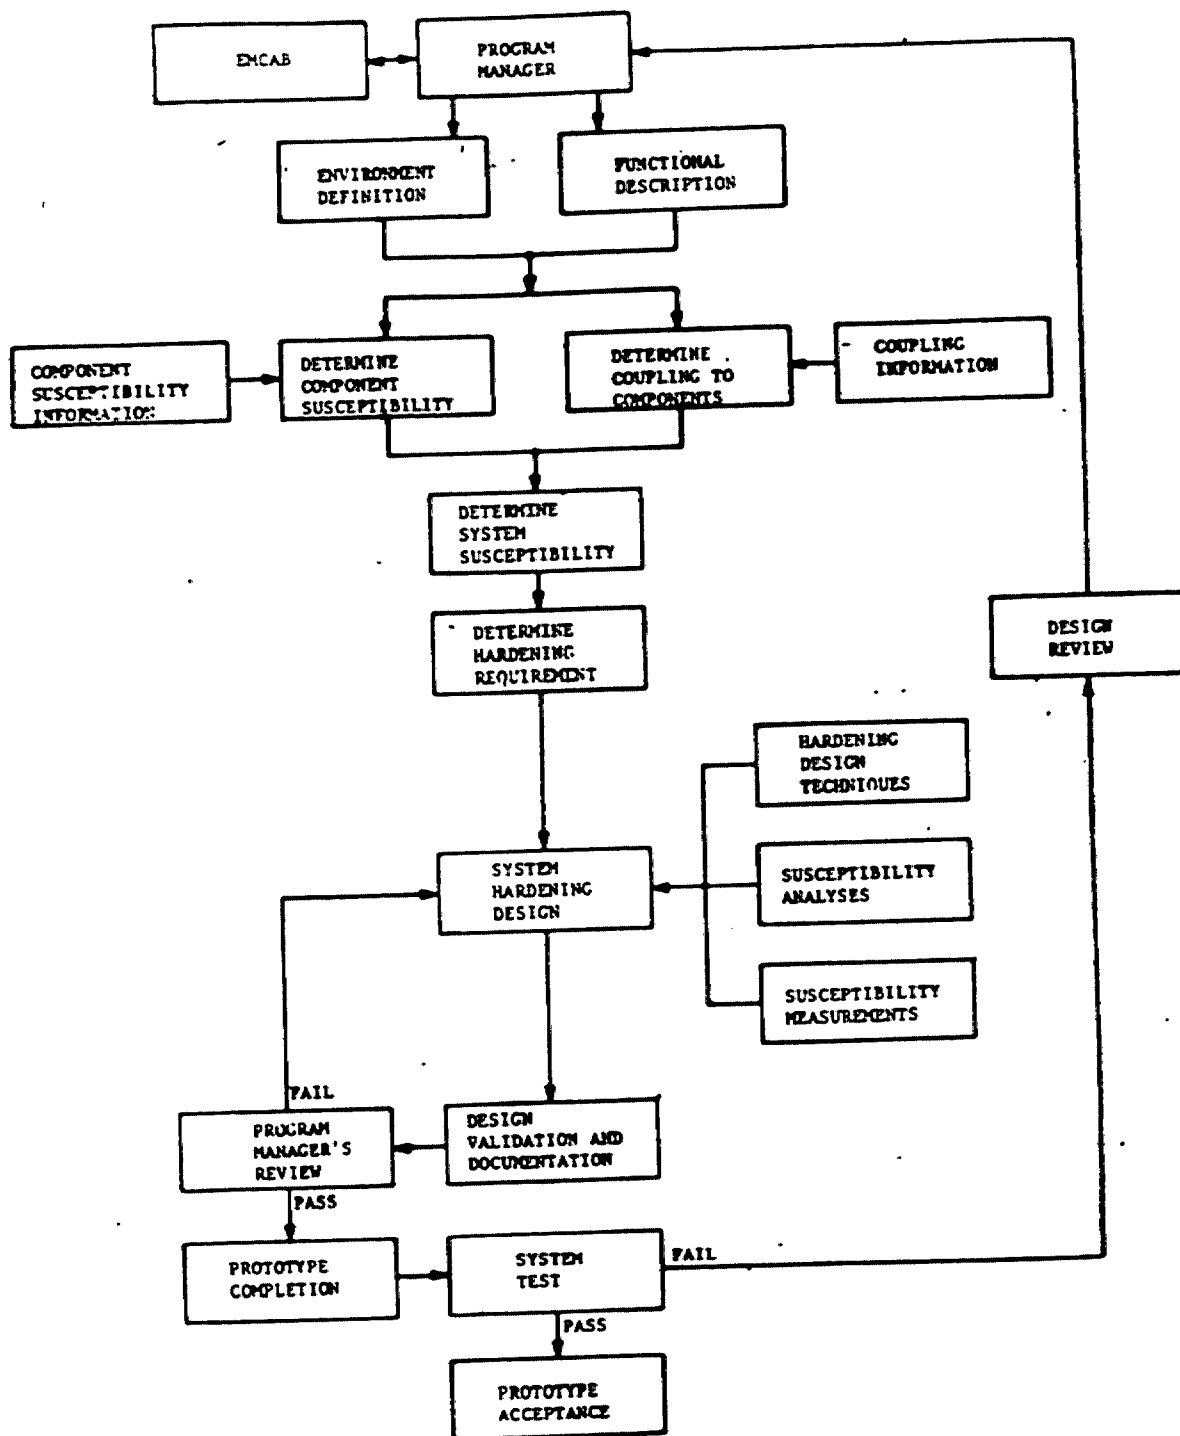 EMCAB
PROGRAM
MANAGER
ENVIRONMENT
DEFINITION
FUNCTIONAL
DESCRIPTION
COMPONENT
SUSCEPTIBILITY
INFORMATION
DETERMINE
COMPONENT
SUSCEPTIBILITY
DETERMINE
COUPLING TO
COMPONENTS
COUPLING
INFORMATION
DETERMINE
SYSTEM
SUSCEPTIBILITY
DETERMINE
HARDENING
REQUIREMENT
DESIGN
REVIEW
HARDENING
DESIGN
TECHNIQUES
SYSTEM
HARDENING
DESIGN
SUSCEPTIBILITY
ANALYSES
SUSCEPTIBILITY
MEASUREMENTS
FAIL
PROGRAM
MANAGER'S
REVIEW
DESIGN
VALIDATION AND
DOCUMENTATION
PASS
PROTOTYPE
COMPLETION
SYSTEM
TEST
FAIL
PASS
PROTOTYPE
ACCEPTANCE